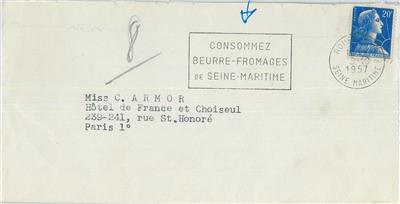 8
CONSOMMEZ
BEURRE-FROMAGES
DE SEINE-MARITIME
20F
1957
SEINE MARITIME
Miss C. A R M O R
Hôtel de France et Choiseul
239-241, rue St.Honoré
Paris 1°